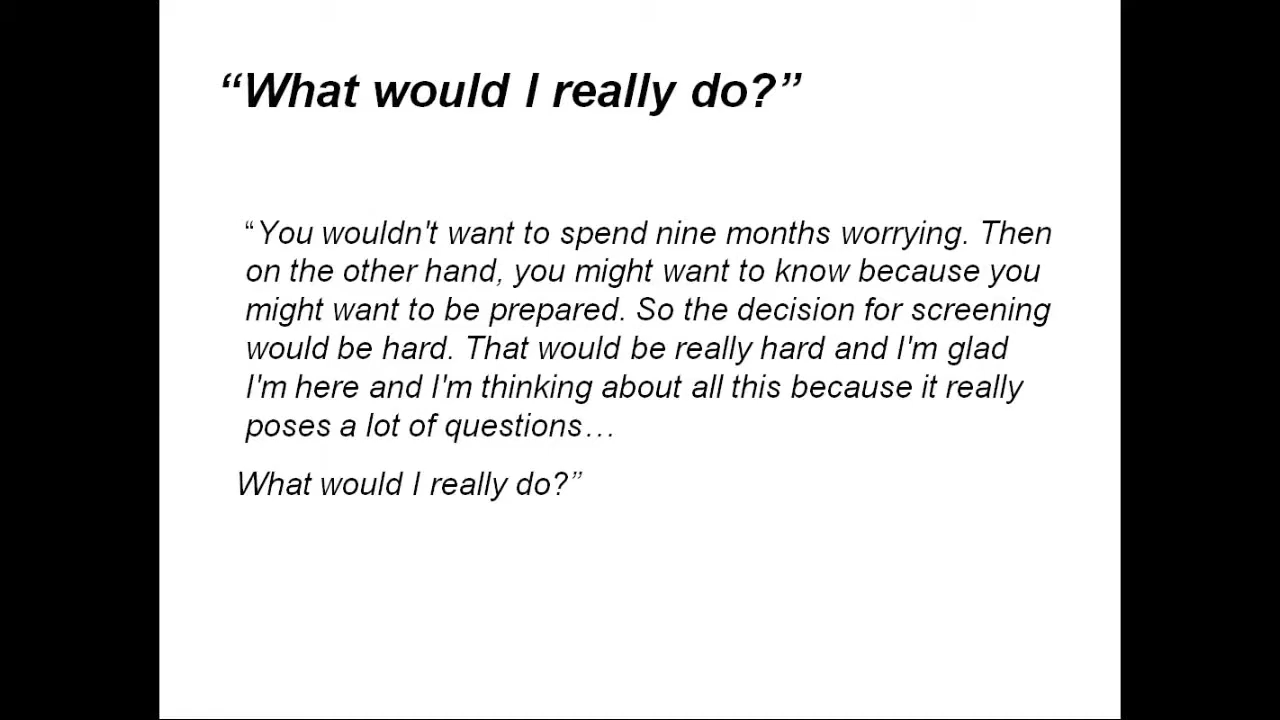 “What would I really do?”
“You wouldn't want to spend nine months worrying. Then
on the other hand, you might want to know because you
might want to be prepared. So the decision for screening
would be hard. That would be really hard and I'm glad
I'm here and I'm thinking about all this because it really
poses a lot of questions…
What would I really do?”